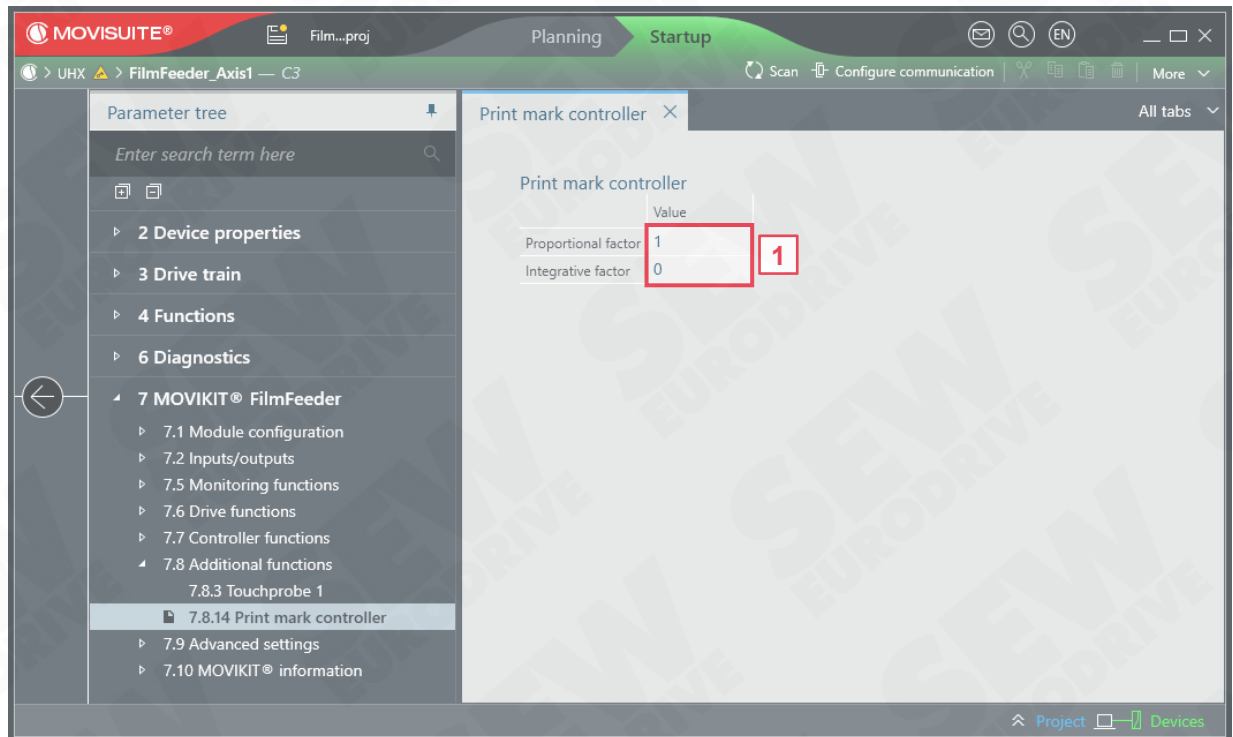 MOVISUITE®
Film...proj
Planning
Startup
EN
UHX > FilmFeeder_Axis1 — C3
Scan
Configure communication
More
Parameter tree
Print mark controller
All tabs
Enter search term here
2 Device properties
3 Drive train
4 Functions
6 Diagnostics
7 MOVIKIT® FilmFeeder
7.1 Module configuration
7.2 Inputs/outputs
7.5 Monitoring functions
7.6 Drive functions
7.7 Controller functions
7.8 Additional functions
7.8.3 Touchprobe 1
7.8.14 Print mark controller
7.9 Advanced settings
7.10 MOVIKIT® information
Print mark controller
Value
Proportional factor 1
Integrative factor 0
1
Project
Devices
SEW
EURODRIVE